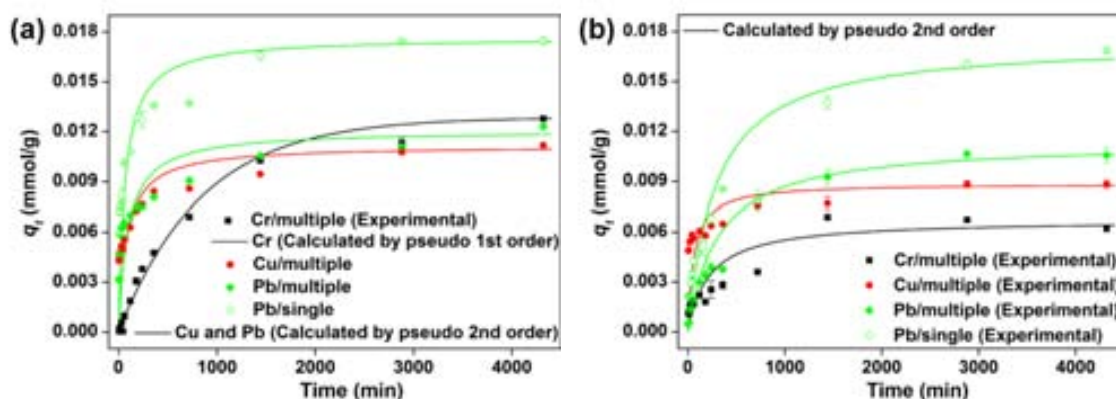 (a)
0.018
0.015
0.012
0.009
0.006
0.003
0.000
qt (mmol/g)
Cr/multiple (Experimental)
Cr (Calculated by pseudo 1st order)
Cu/multiple
Pb/multiple
Pb/single
Cu and Pb (Calculated by pseudo 2nd order)
0 1000 2000 3000 4000
Time (min)
(b)
0.018
0.015
0.012
0.009
0.006
0.003
0.000
qt (mmol/g)
Calculated by pseudo 2nd order
Cr/multiple (Experimental)
Cu/multiple (Experimental)
Pb/multiple (Experimental)
Pb/single (Experimental)
0 1000 2000 3000 4000
Time (min)